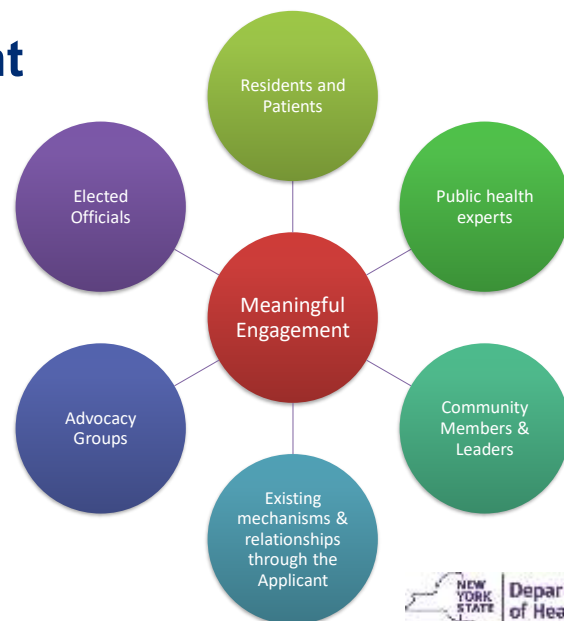 nt
Residents and
Patients
Elected
Officials
Public health
experts
Meaningful
Engagement
Advocacy
Groups
Community
Members &
Leaders
Existing
mechanisms &
relationships
through the
Applicant
NEW
YORK
STATE
Depar
of Hea